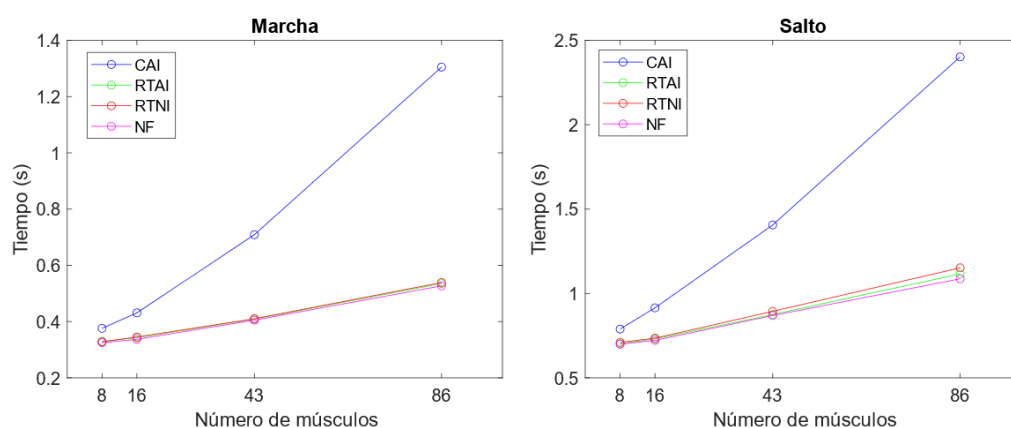 Marcha
1.4
1.2
1
0.8
0.6
0.4
0.2
Tiempo (s)
CAI
RTAI
RTNI
NF
8 16 43 86
Número de músculos
Salto
2.5
2
1.5
1
0.5
Tiempo (s)
CAI
RTAI
RTNI
NF
8 16 43 86
Número de músculos